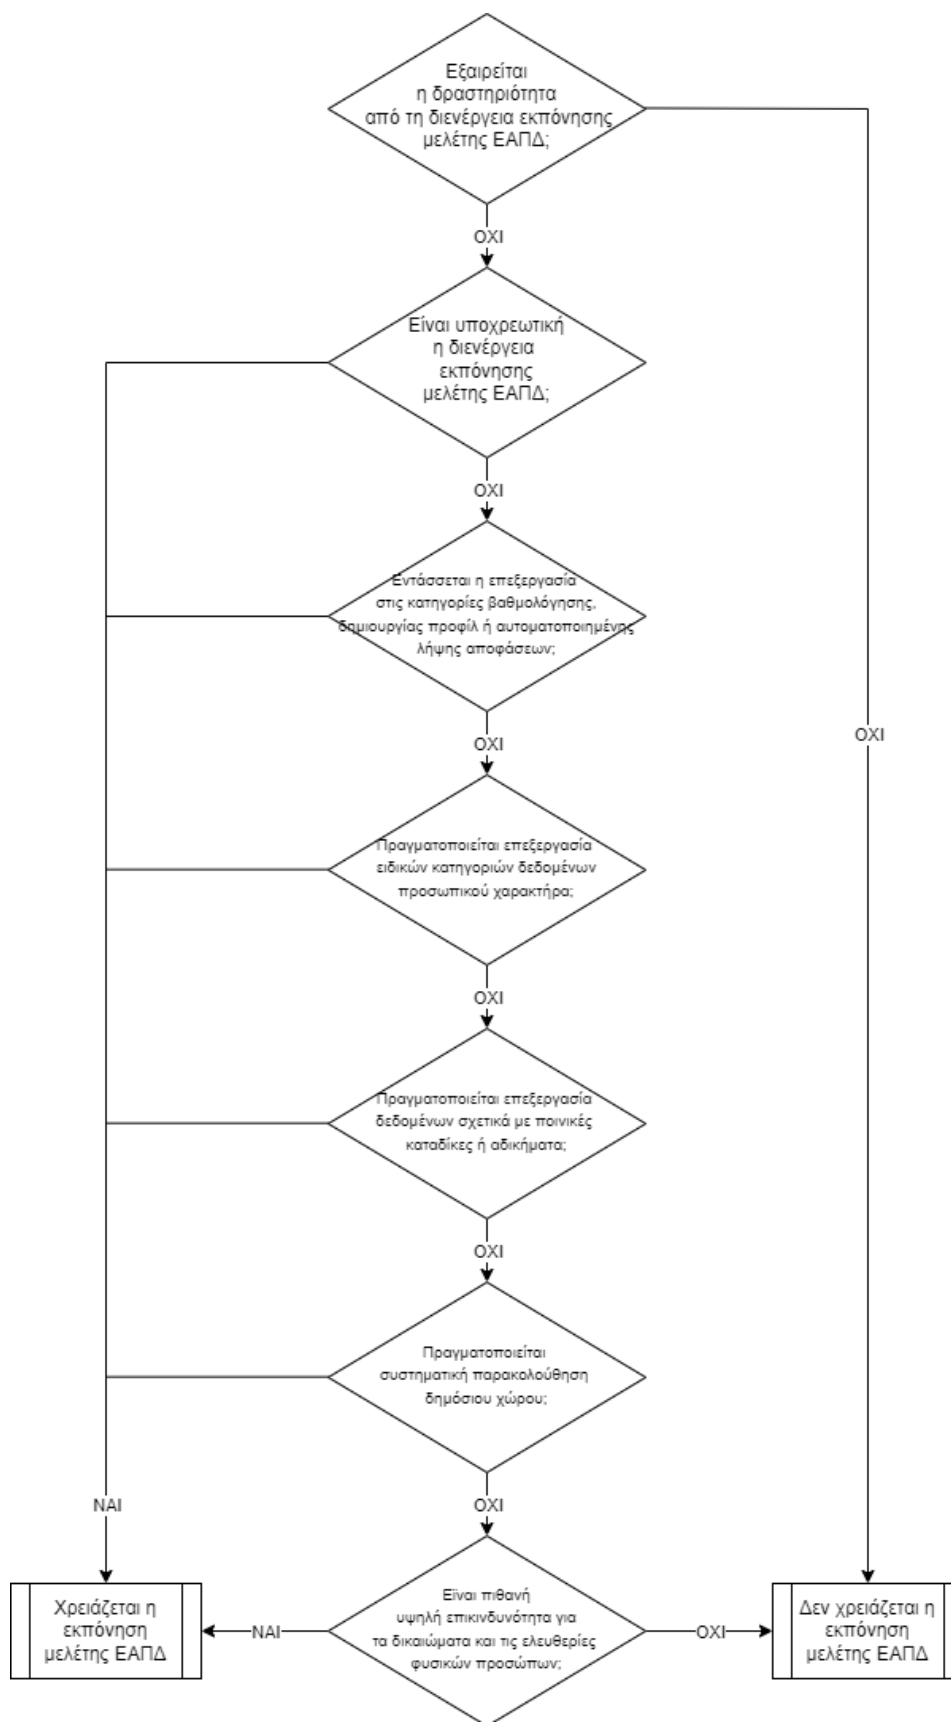 Εξαιρείται
η δραστηριότητα
από τη διενέργεια εκπόνησης
μελέτης ΕΑΠΔ;
ΟΧΙ
Είναι υποχρεωτική
η διενέργεια
εκπόνησης
μελέτης ΕΑΠΔ;
ΟΧΙ
Εντάσσεται η επεξεργασία
στις κατηγορίες βαθμολόγησης,
δημιουργίας προφίλ ή αυτοματοποιημένης
λήψης αποφάσεων;
ΟΧΙ
ΟΧΙ
Πραγματοποιείται επεξεργασία
ειδικών κατηγοριών δεδομένων
προσωπικού χαρακτήρα;
ΟΧΙ
Πραγματοποιείται επεξεργασία
δεδομένων σχετικά με ποινικές
καταδίκες ή αδικήματα;
ΟΧΙ
Πραγματοποιείται
συστηματική παρακολούθηση
δημόσιου χώρου;
ΝΑΙ
ΟΧΙ
Χρειάζεται η
εκπόνηση
μελέτης ΕΑΠΔ
ΝΑΙ
Είναι πιθανή
υψηλή επικινδυνότητα για
τα δικαιώματα και τις ελευθερίες
φυσικών προσώπων;
ΟΧΙ
Δεν χρειάζεται η
εκπόνηση
μελέτης ΕΑΠΔ